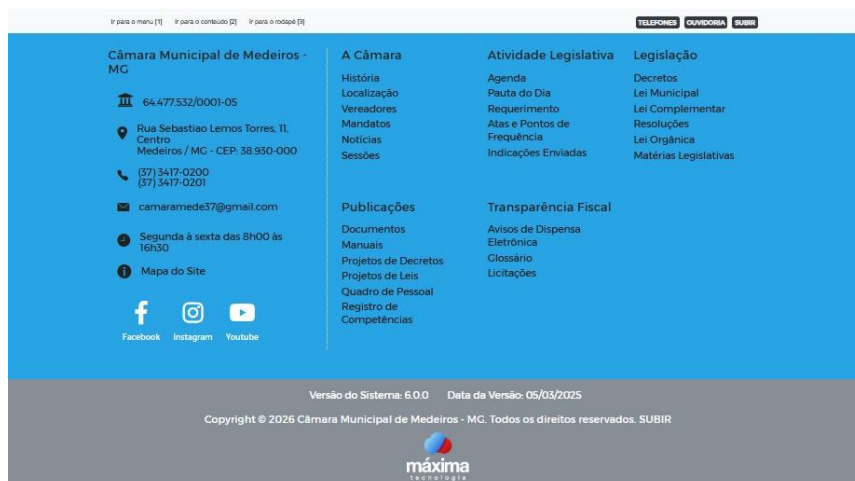 Ir para o menu [1] Ir para o conteúdo [2] Ir para o rodapé [3]
TELEFONES OUVIDORIA SUBIR
Câmara Municipal de Medeiros -
MG
64.477.532/0001-05
Rua Sebastiao Lemos Torres, 11,
Centro
Medeiros / MG - CEP: 38.930-000
(37) 3417-0200
(37) 3417-0201
camaramede37@gmail.com
Segunda à sexta das 8h00 às
16h30
Mapa do Site
Facebook Instagram Youtube
A Câmara
História
Localização
Vereadores
Mandatos
Notícias
Sessões
Atividade Legislativa
Agenda
Pauta do Dia
Requerimento
Atas e Pontos de
Frequência
Indicações Enviadas
Legislação
Decretos
Lei Municipal
Lei Complementar
Resoluções
Lei Orgânica
Matérias Legislativas
Publicações
Documentos
Manuais
Projetos de Decretos
Projetos de Leis
Quadro de Pessoal
Registro de
Competências
Transparência Fiscal
Avisos de Dispensa
Eletrônica
Glossário
Licitações
Versão do Sistema: 6.0.0 Data da Versão: 05/03/2025
Copyright © 2026 Câmara Municipal de Medeiros - MG. Todos os direitos reservados. SUBIR
máxima
tecnologia